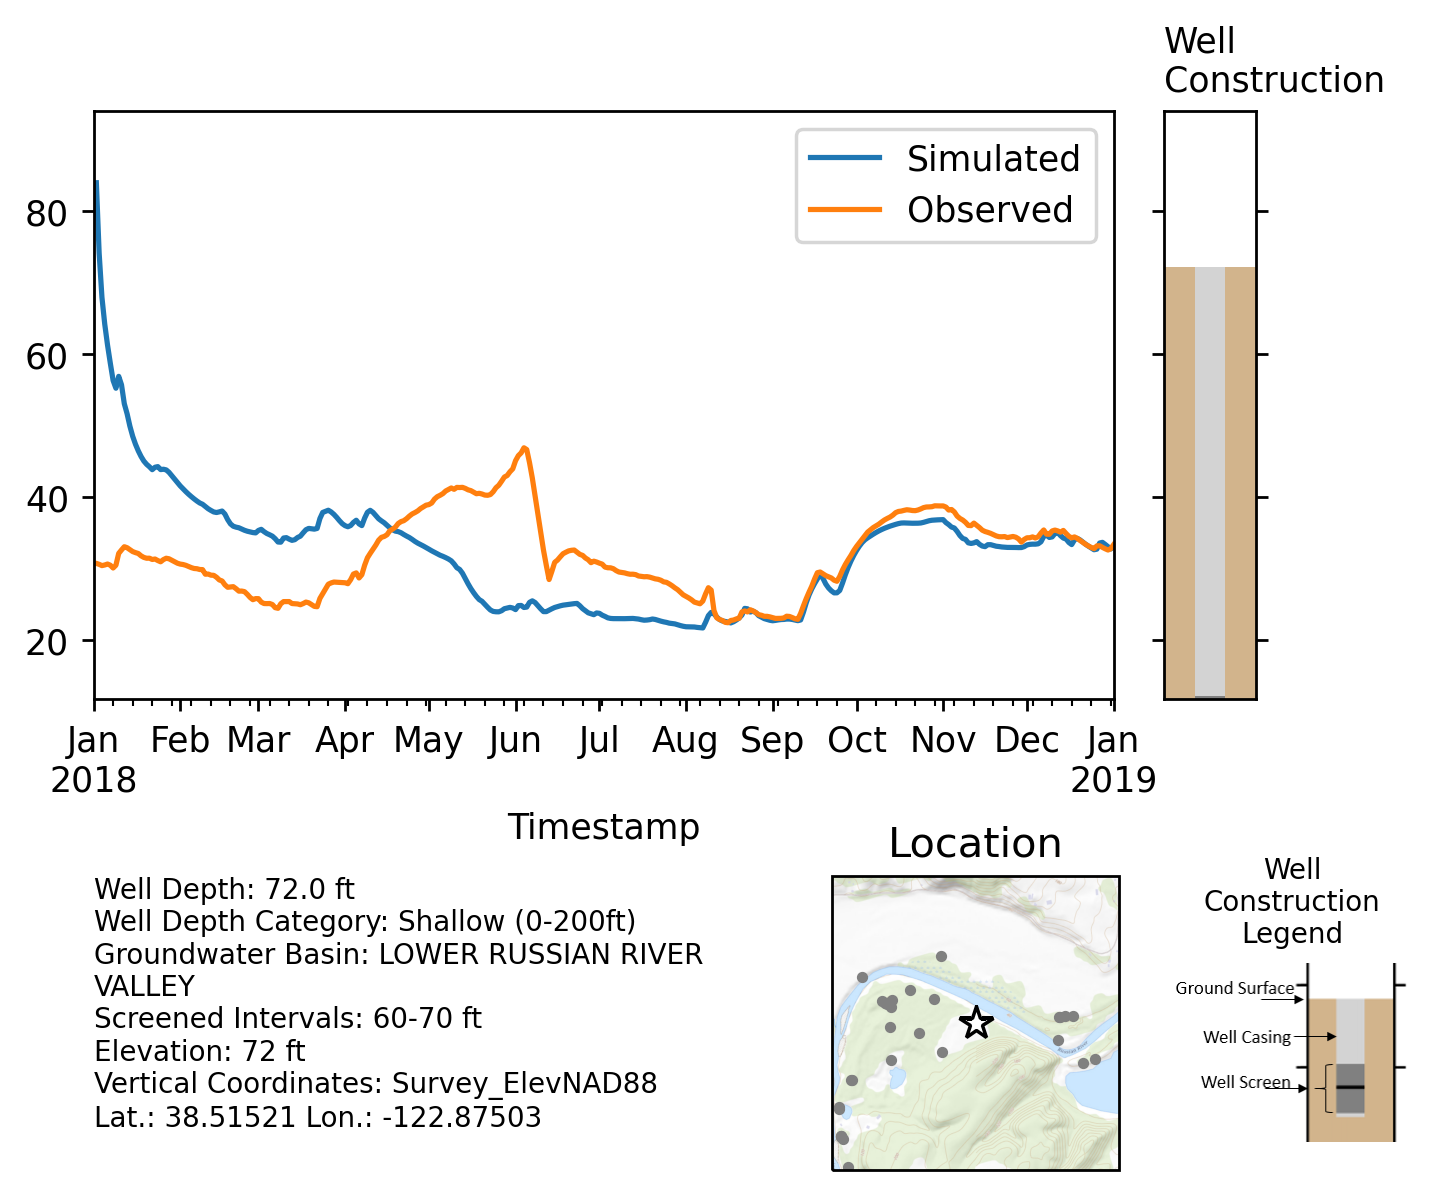 Well
Construction
Simulated
Observed
80
60
40
20
Jan Feb Mar Apr May Jun Jul Aug Sep Oct Nov Dec Jan
2018 2019
Timestamp
Well Depth: 72.0 ft
Well Depth Category: Shallow (0-200ft)
Groundwater Basin: LOWER RUSSIAN RIVER
VALLEY
Screened Intervals: 60-70 ft
Elevation: 72 ft
Vertical Coordinates: Survey_ElevNAD88
Lat.: 38.51521 Lon.: -122.87503
Location
Well
Construction
Legend
Ground Surface
Well Casing
Well Screen